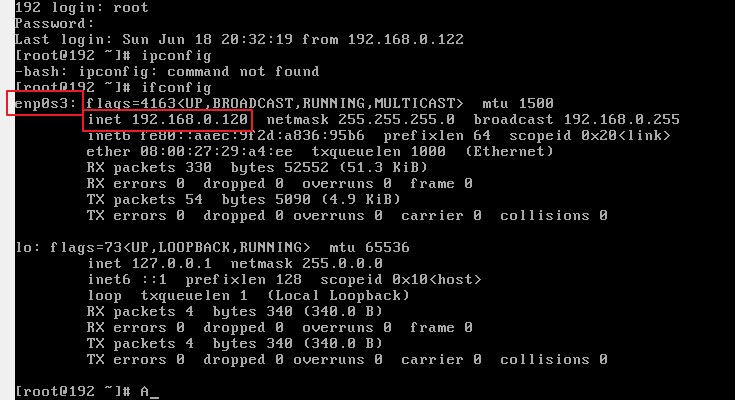 192 login: root
Password:
Last login: Sun Jun 18 20:32:19 from 192.168.0.122
[root@192 ~]# ipconfig
-bash: ipconfig: command not found
[root@192 ~]# ifconfig
enp0s3: flags=4163<UP,BROADCAST,RUNNING,MULTICAST>  mtu 1500
        inet 192.168.0.120  netmask 255.255.255.0  broadcast 192.168.0.255
        inet6 fe80::aaec:9f2d:a836:95b6  prefixlen 64  scopeid 0x20<link>
        ether 08:00:27:29:a4:ee  txqueuelen 1000  (Ethernet)
        RX packets 330  bytes 52552 (51.3 KiB)
        RX errors 0  dropped 0  overruns 0  frame 0
        TX packets 54  bytes 5090 (4.9 KiB)
        TX errors 0  dropped 0 overruns 0  carrier 0  collisions 0
lo: flags=73<UP,LOOPBACK,RUNNING>  mtu 65536
        inet 127.0.0.1  netmask 255.0.0.0
        inet6 ::1  prefixlen 128  scopeid 0x10<host>
        loop  txqueuelen 1  (Local Loopback)
        RX packets 4  bytes 340 (340.0 B)
        RX errors 0  dropped 0  overruns 0  frame 0
        TX packets 4  bytes 340 (340.0 B)
        TX errors 0  dropped 0 overruns 0  carrier 0  collisions 0
[root@192 ~]# A_